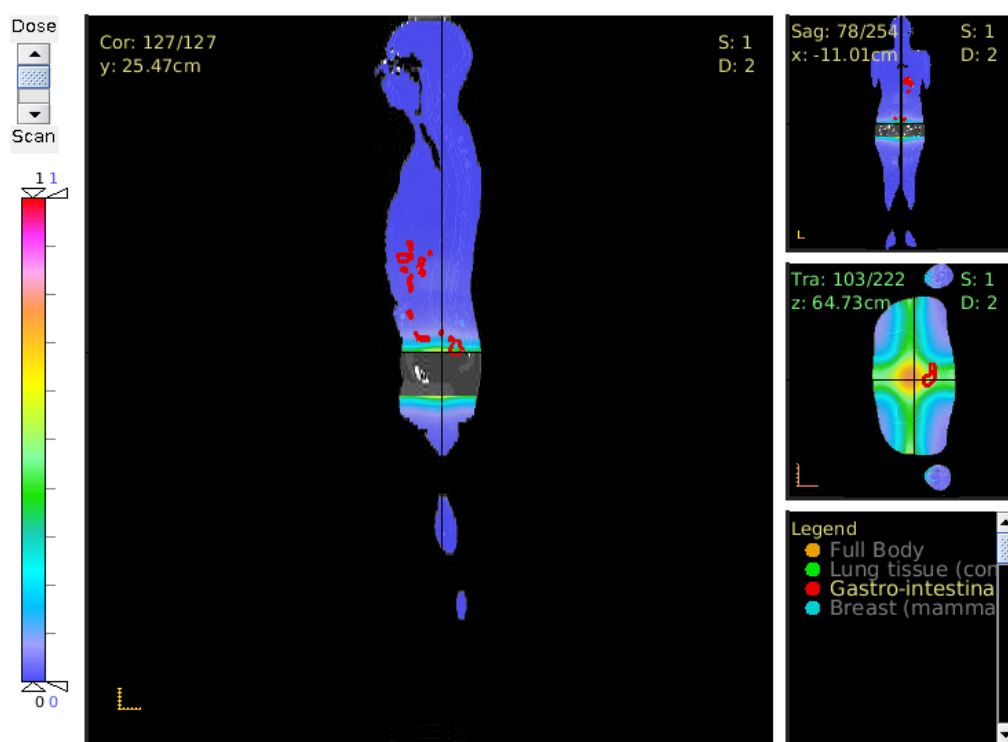 Dose
Scan
1 1
0 0
Cor: 127/127
y: 25.47cm
S: 1
D: 2
Sag: 78/254
x: -11.01cm
S: 1
D: 2
Tra: 103/222
z: 64.73cm
S: 1
D: 2
Legend
Full Body
Lung tissue (con
Gastro-intestina
Breast (mamma